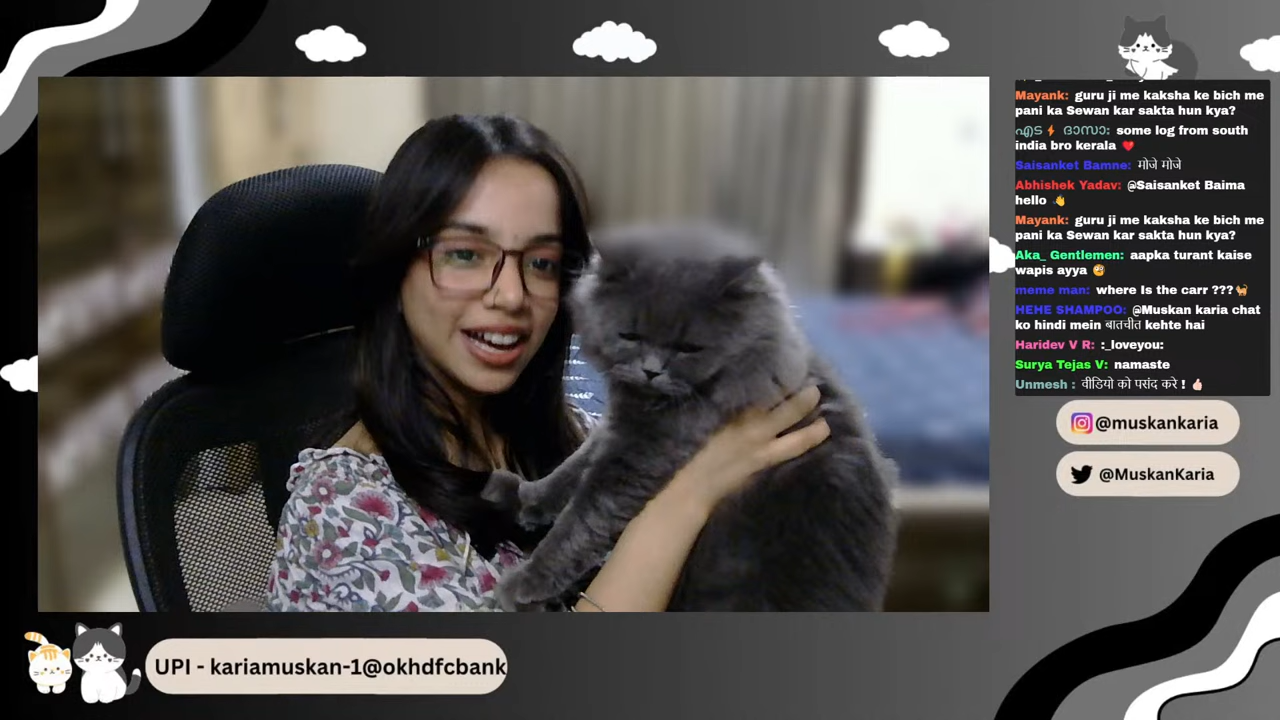 Mayank: guru ji me kaksha ke bich me
pani ka Sewan kar sakta hun kya?
എട⚡ ദാസാ: some log from south
india bro kerala ❤️
Saisanket Bamne: मोजे मोजे
Abhishek Yadav: @Saisanket Baima
hello 👋
Mayank: guru ji me kaksha ke bich me
pani ka Sewan kar sakta hun kya?
Aka_ Gentlemen: aapka turant kaise
wapis ayya 🧐
meme man: where Is the carr ???🐈
HEHE SHAMPOO: @Muskan karia chat
ko hindi mein बातचीत kehte hai
Haridev V R: :_loveyou:
Surya Tejas V: namaste
Unmesh : वीडियो को पसंद करे ! 👍🏻
@muskankaria
@MuskanKaria
UPI - kariamuskan-1@okhdfcbank